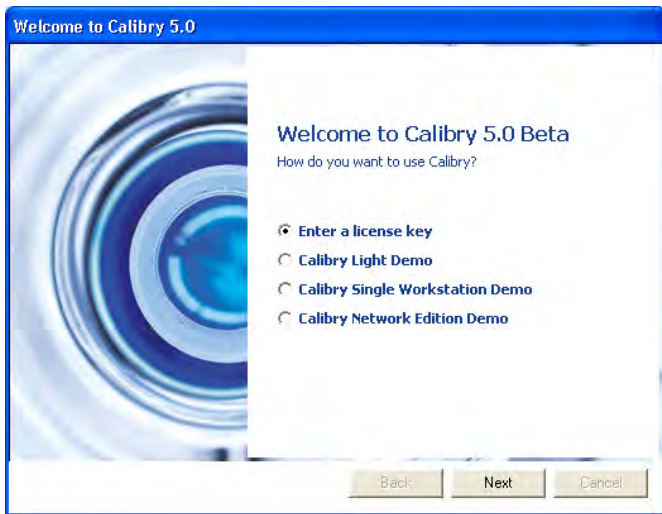 Welcome to Calibry 5.0
Welcome to Calibry 5.0 Beta
How do you want to use Calibry?
Enter a license key
Calibry Light Demo
Calibry Single Workstation Demo
Calibry Network Edition Demo
Back
Next
Cancel